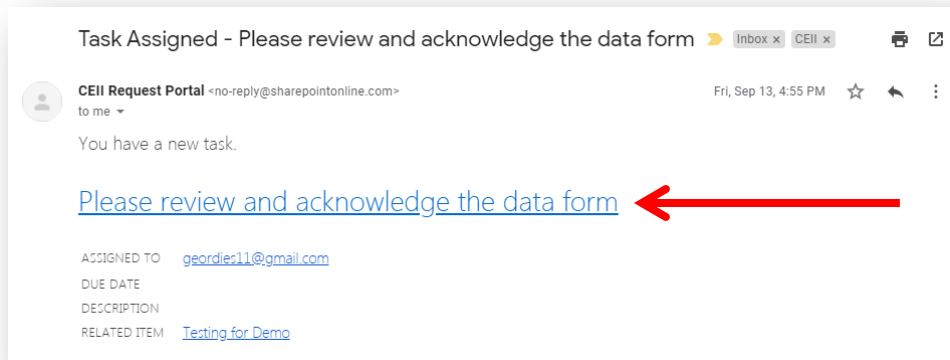 Task Assigned - Please review and acknowledge the data form Inbox x CEII x
CEII Request Portal <no-reply@sharepointonline.com> Fri, Sep 13, 4:55 PM
to me
You have a new task.
Please review and acknowledge the data form
ASSIGNED TO geordies11@gmail.com
DUE DATE
DESCRIPTION
RELATED ITEM Testing for Demo